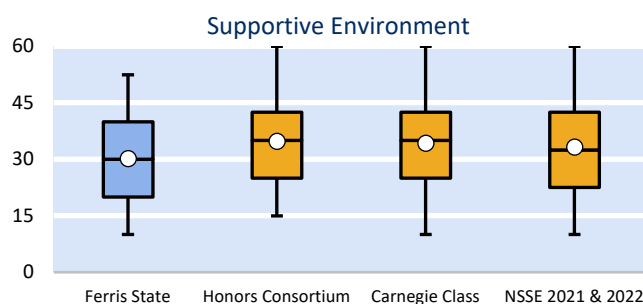 Supportive Environment
60
45
30
15
0
Ferris State Honors Consortium Carnegie Class NSSE 2021 & 2022